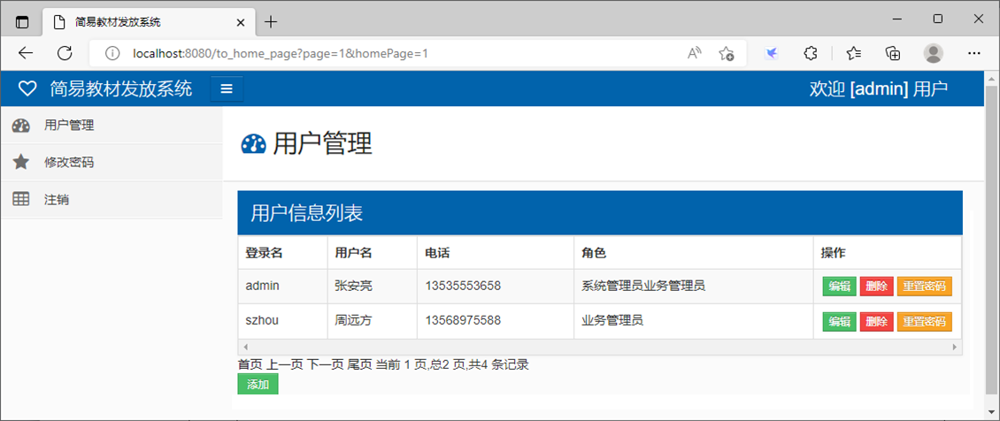 简易教材发放系统
localhost:8080/to_home_page?page=1&homePage=1
简易教材发放系统 欢迎 [admin] 用户
用户管理
修改密码
注销
用户管理
用户信息列表
登录名 用户名 电话 角色 操作
admin 张安亮 13535553658 系统管理员业务管理员 编辑 删除 重置密码
szhou 周远方 13568975588 业务管理员 编辑 删除 重置密码
首页 上一页 下一页 尾页 当前 1 页,总2 页,共4 条记录
添加